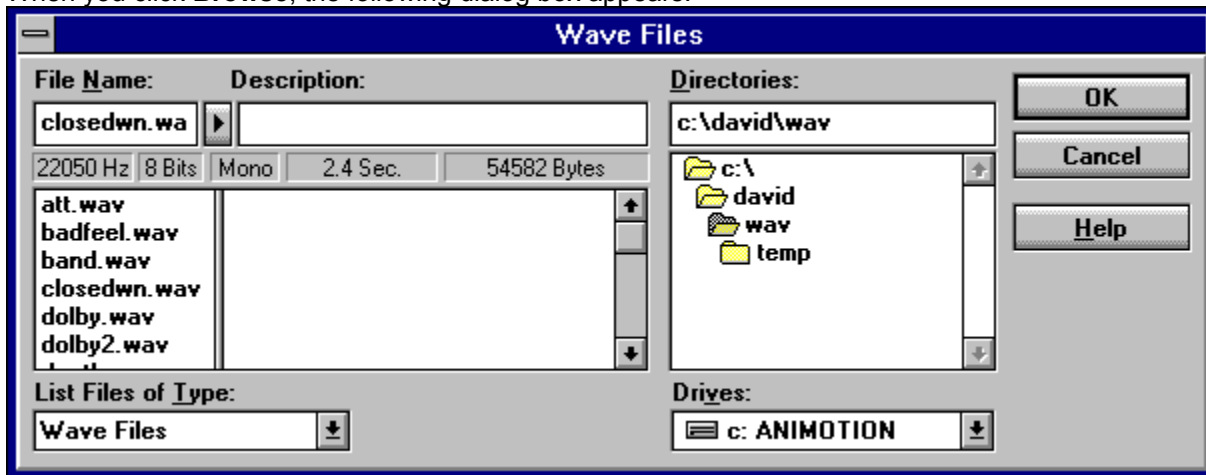 When you click Browse, the following dialog box appears:
Wave Files
File Name: Description: Directories:
closedwn.wa c:\david\wav
OK
22050 Hz 8 Bits Mono 2.4 Sec. 54582 Bytes
Cancel
att.wav
badfeel.wav
band.wav
closedwn.wav
dolby.wav
dolby2.wav
c:\
david
wav
temp
Help
List Files of Type: Drives:
Wave Files c: ANIMOTION